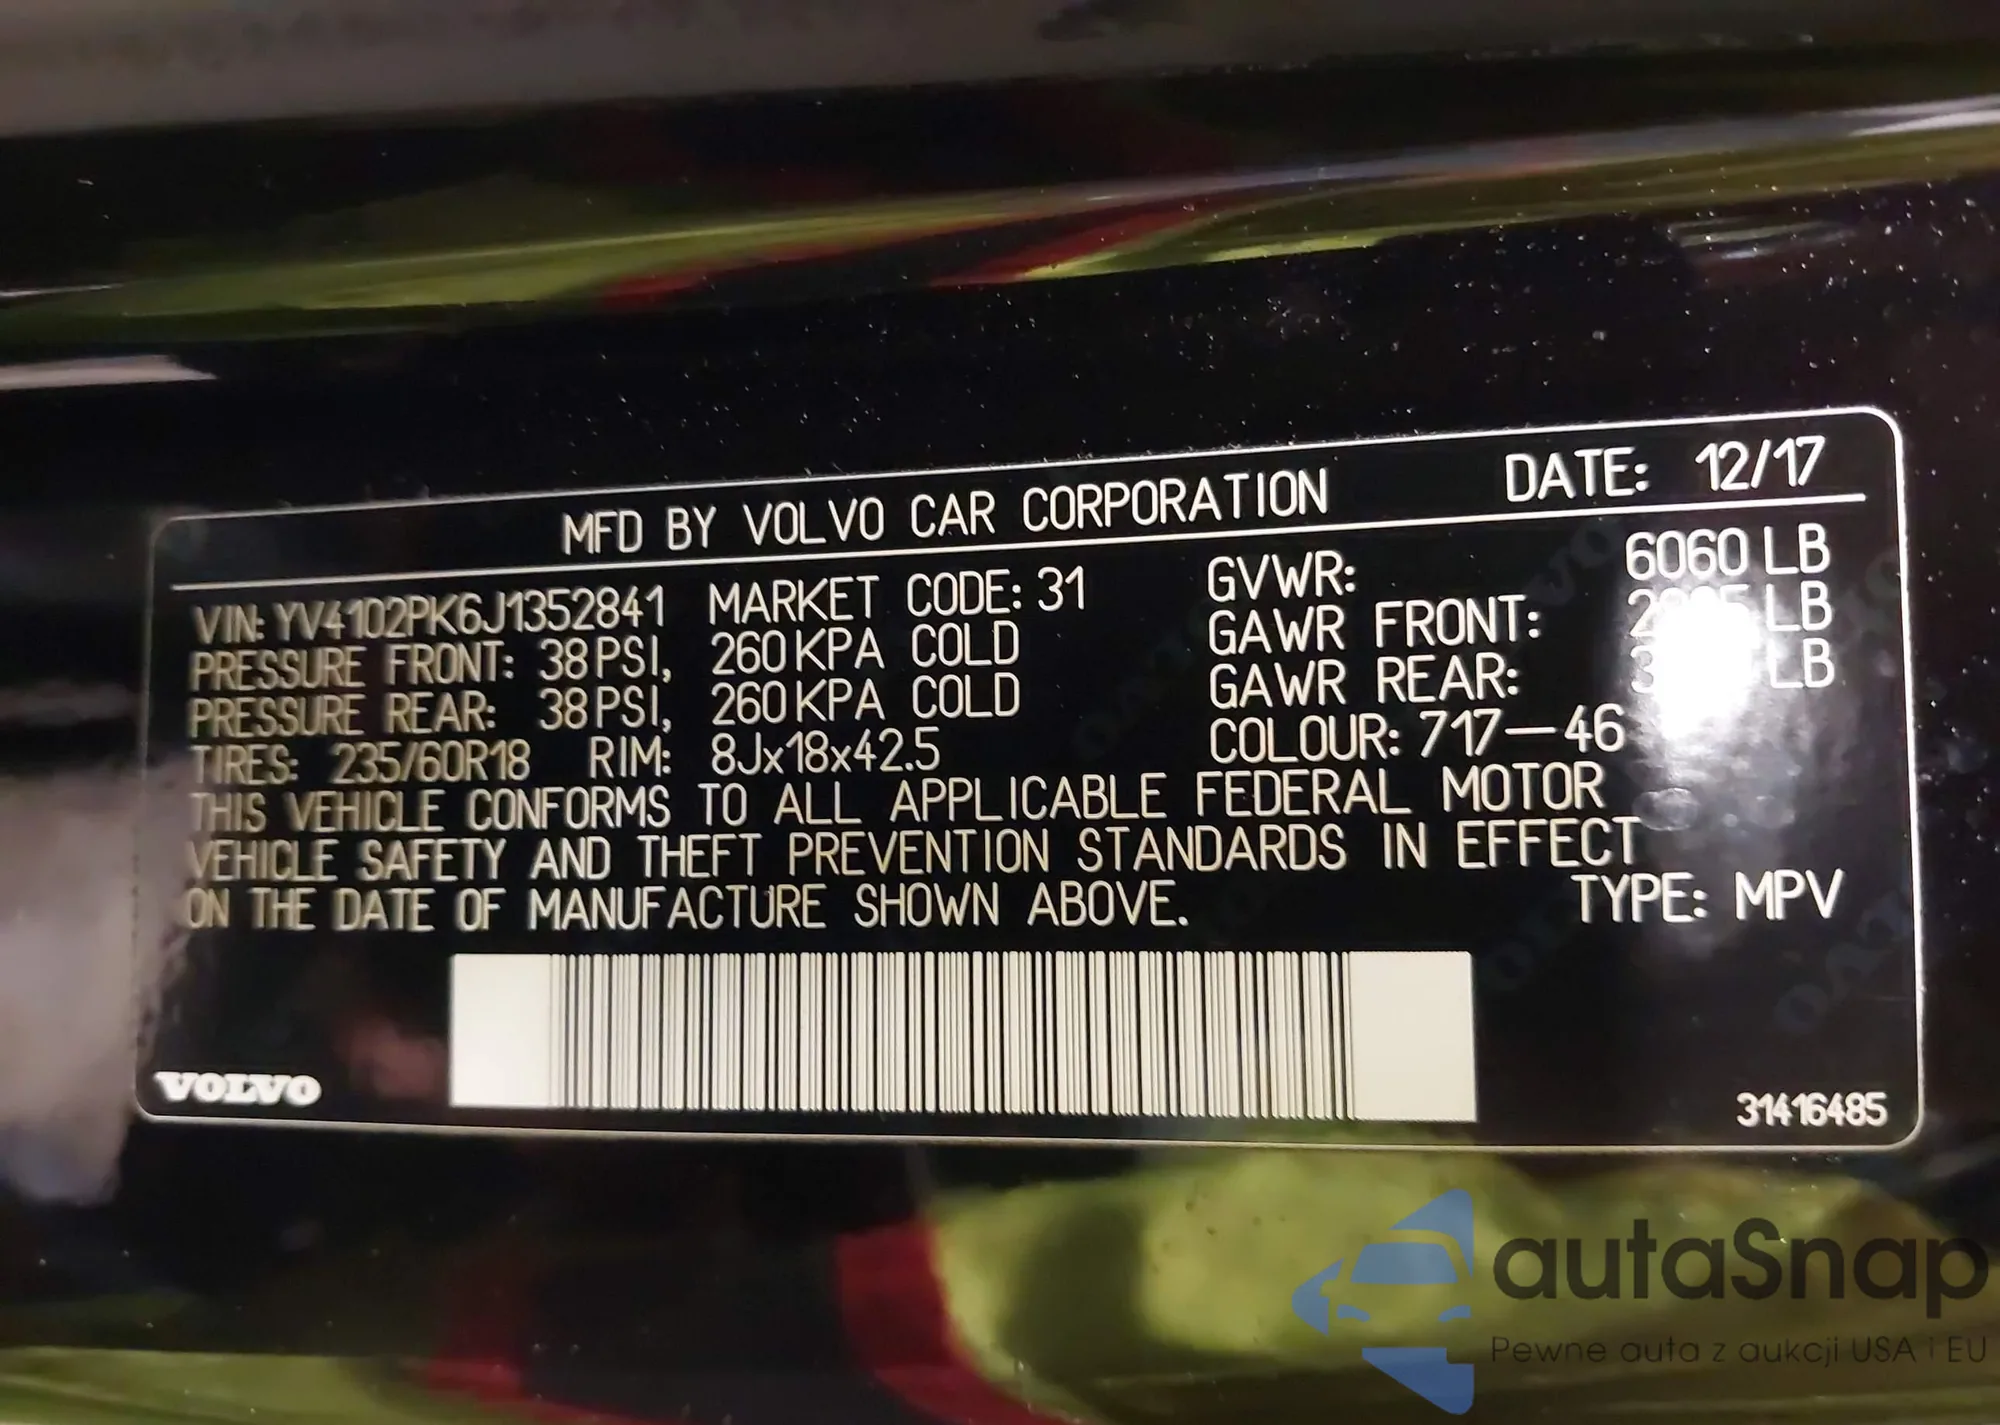 MFD BY VOLVO CAR CORPORATION DATE: 12/17
VIN: YV4102PK6J1352841 MARKET CODE: 31 GVWR: 6060 LB
PRESSURE FRONT: 38 PSI, 260 KPA COLD GAWR FRONT: LB
PRESSURE REAR: 38 PSI, 260 KPA COLD GAWR REAR: LB
TIRES: 235/60R18 RIM: 8Jx18x42.5 COLOUR: 717-46
THIS VEHICLE CONFORMS TO ALL APPLICABLE FEDERAL MOTOR
VEHICLE SAFETY AND THEFT PREVENTION STANDARDS IN EFFECT
ON THE DATE OF MANUFACTURE SHOWN ABOVE. TYPE: MPV
VOLVO
31416485
autaSnap
Pewne auta z aukcji USA i EU